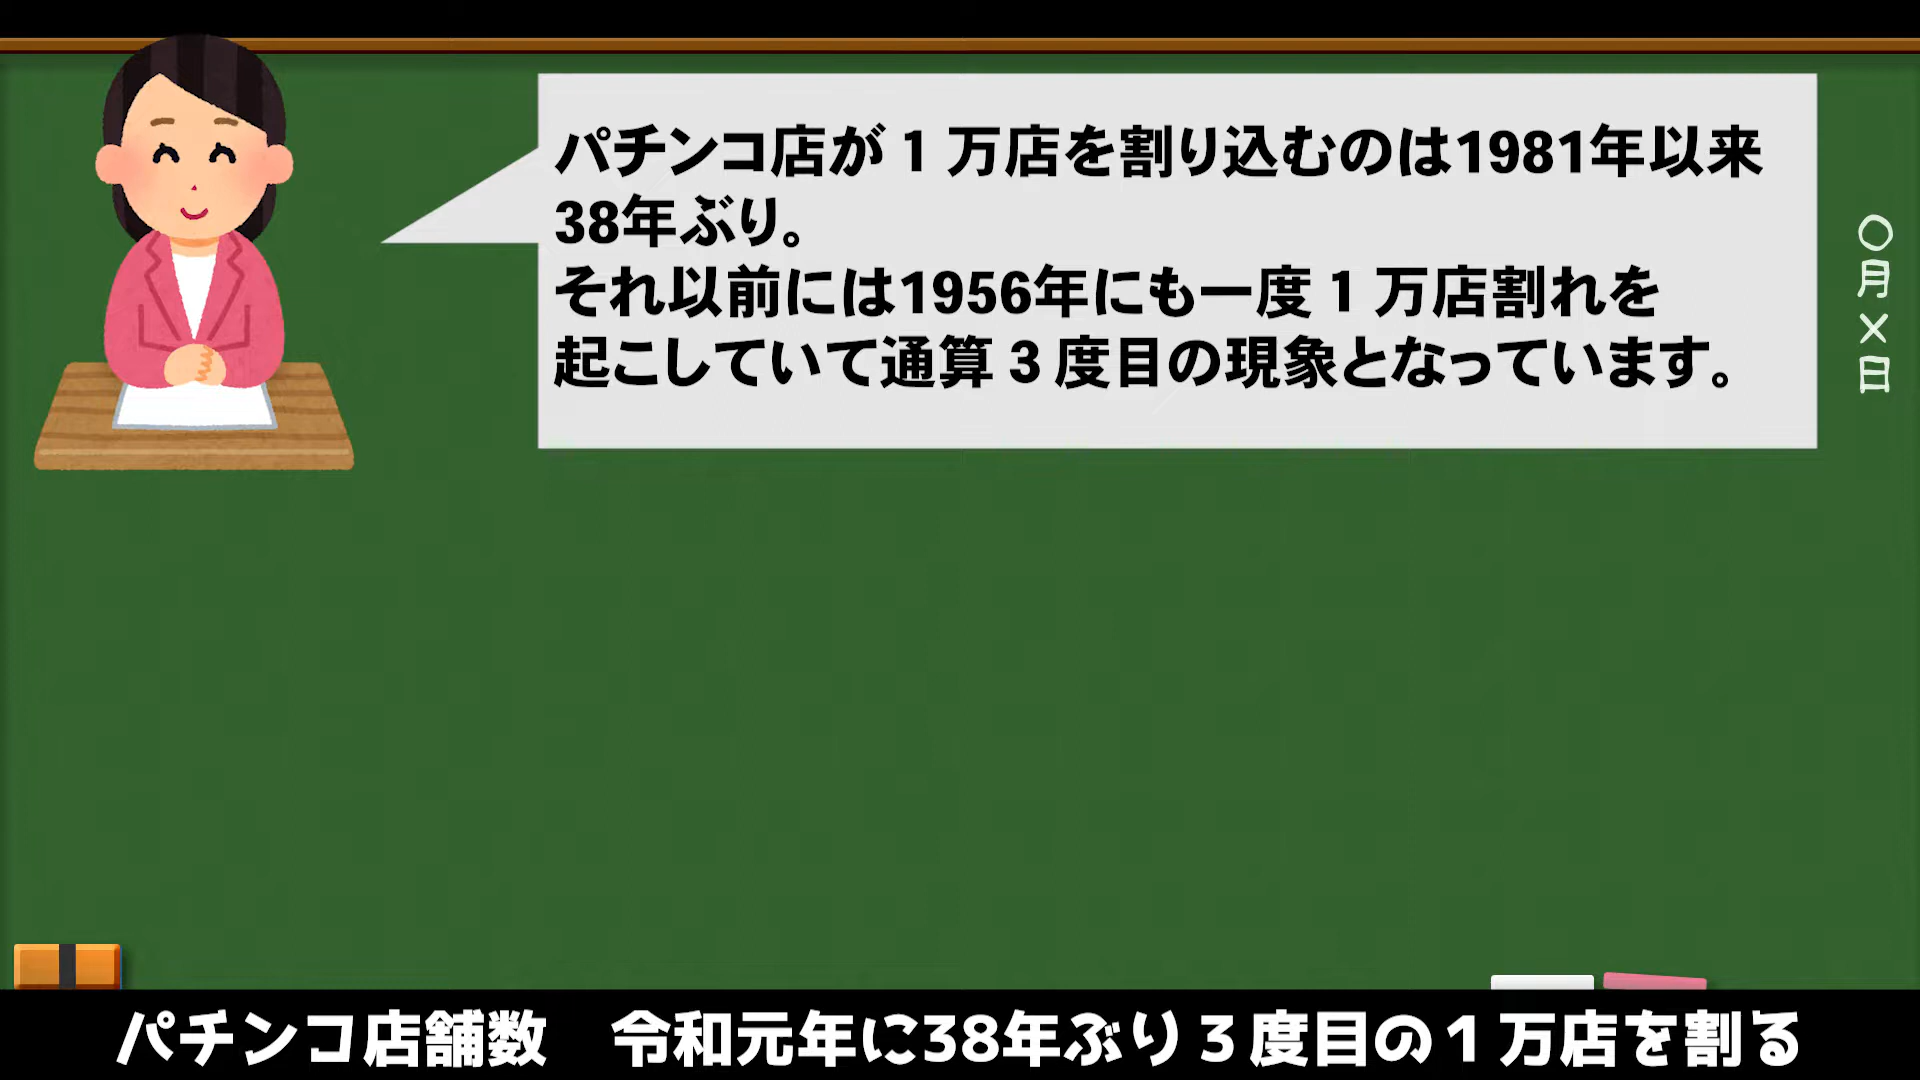 パチンコ店が１万店を割り込むのは1981年以来
38年ぶり。
それ以前には1956年にも一度１万店割れを
起こしていて通算３度目の現象となっています。
〇月×日
パチンコ店舗数　令和元年に38年ぶり３度目の１万店を割る